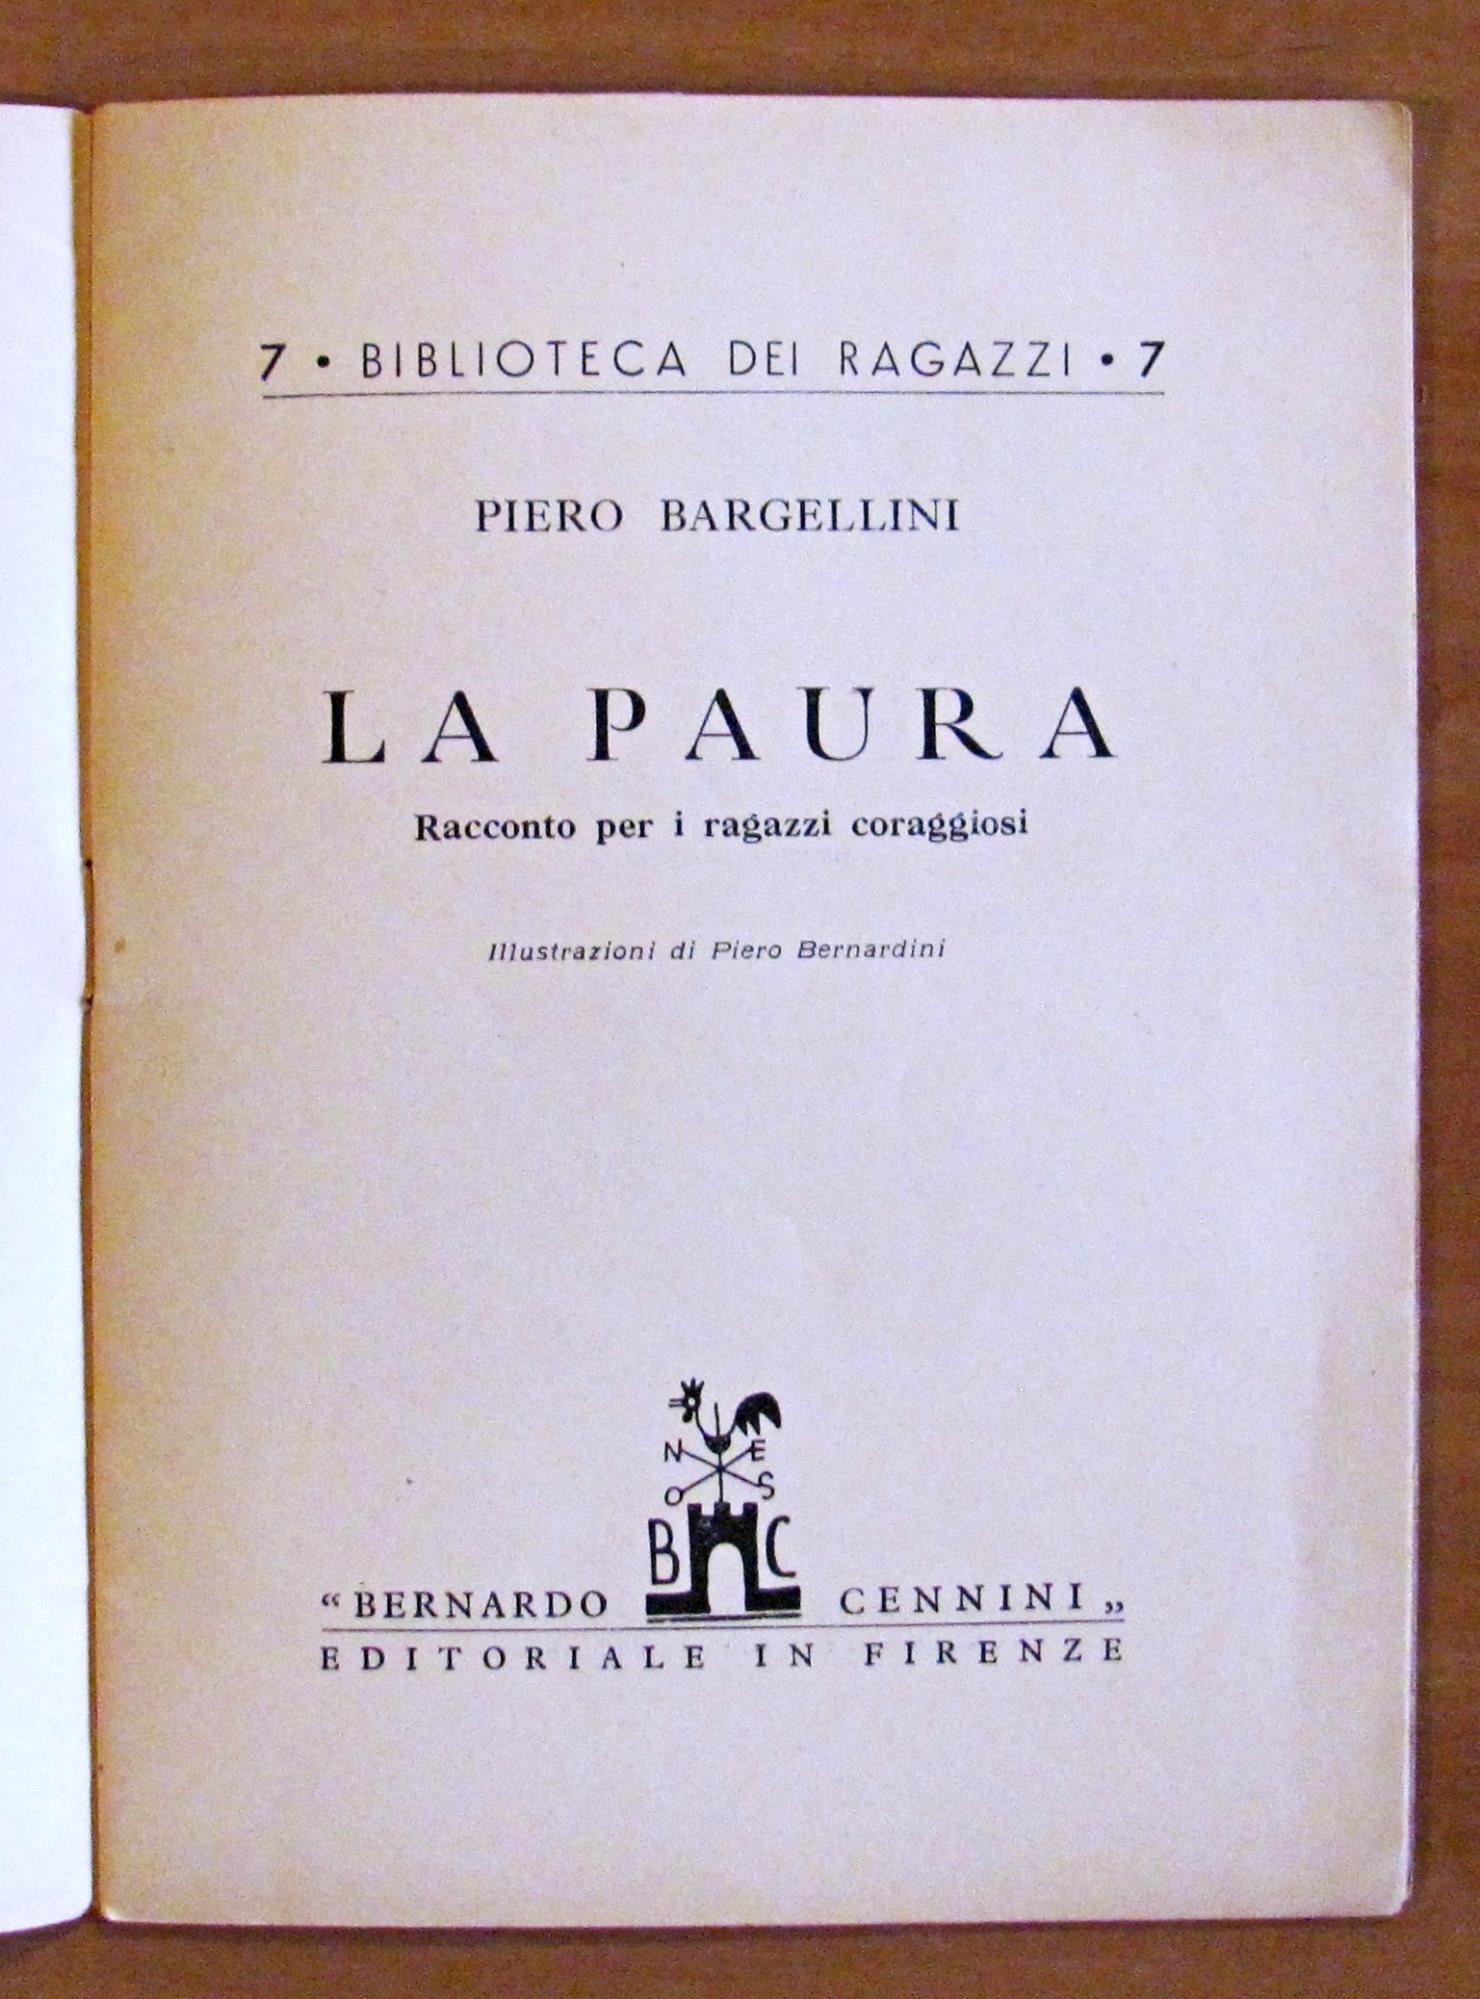 7 • BIBLIOTECA DEI RAGAZZI • 7
PIERO BARGELLINI
LA PAURA
Racconto per i ragazzi coraggiosi
Illustrazioni di Piero Bernardini
N E
O S
B C
“BERNARDO CENNINI„
EDITORIALE IN FIRENZE